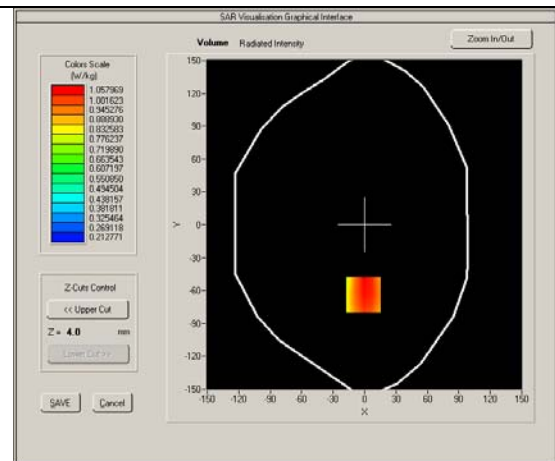 SAR Visualisation Graphical Interface
Volume Radiated Intensity
Zoom In/Out
Colors Scale
(W/kg)
1.057969
1.001623
0.945276
0.888930
0.832583
0.776237
0.719890
0.663543
0.607197
0.550850
0.494504
0.438157
0.381811
0.325464
0.269118
0.212771
Z-Cuts Control
<< Upper Cut
Z = 4.0 mm
Lower Cut >>
SAVE Cancel
150
120
90
60
30
0
-30
-60
-90
-120
-150
Y
-150 -120 -90 -60 -30 0 30 60 90 120 150
X